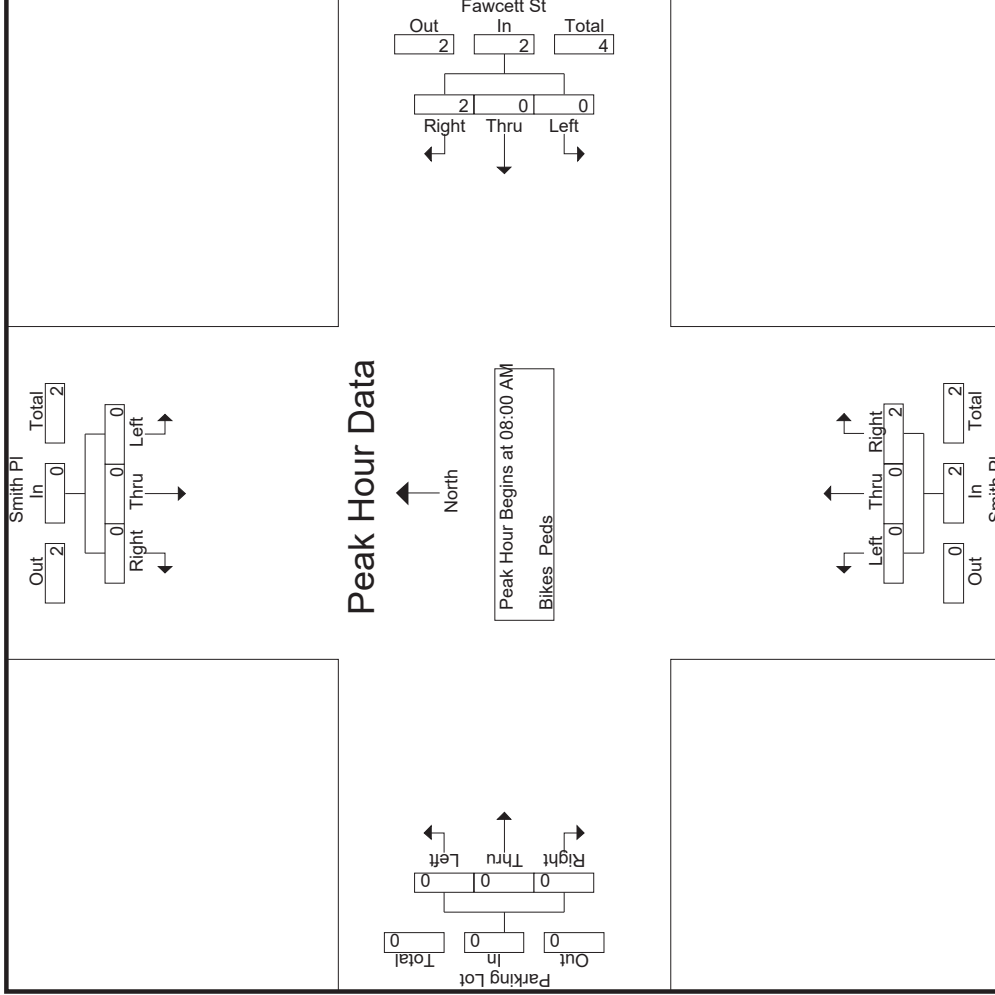 Fawcett St
Out In Total
2 2 4
2 0 0
Right Thru Left
Smith Pl
Out In Total
2 0 2
0 0 0
Right Thru Left
Peak Hour Data
North
Peak Hour Begins at 08:00 AM
Bikes Peds
Left Thru Right
0 0 2
0 2 2
Out In Total
Smith Pl
Left Thru Right
0 0 0
0 0 0
Total In Out
Parking Lot